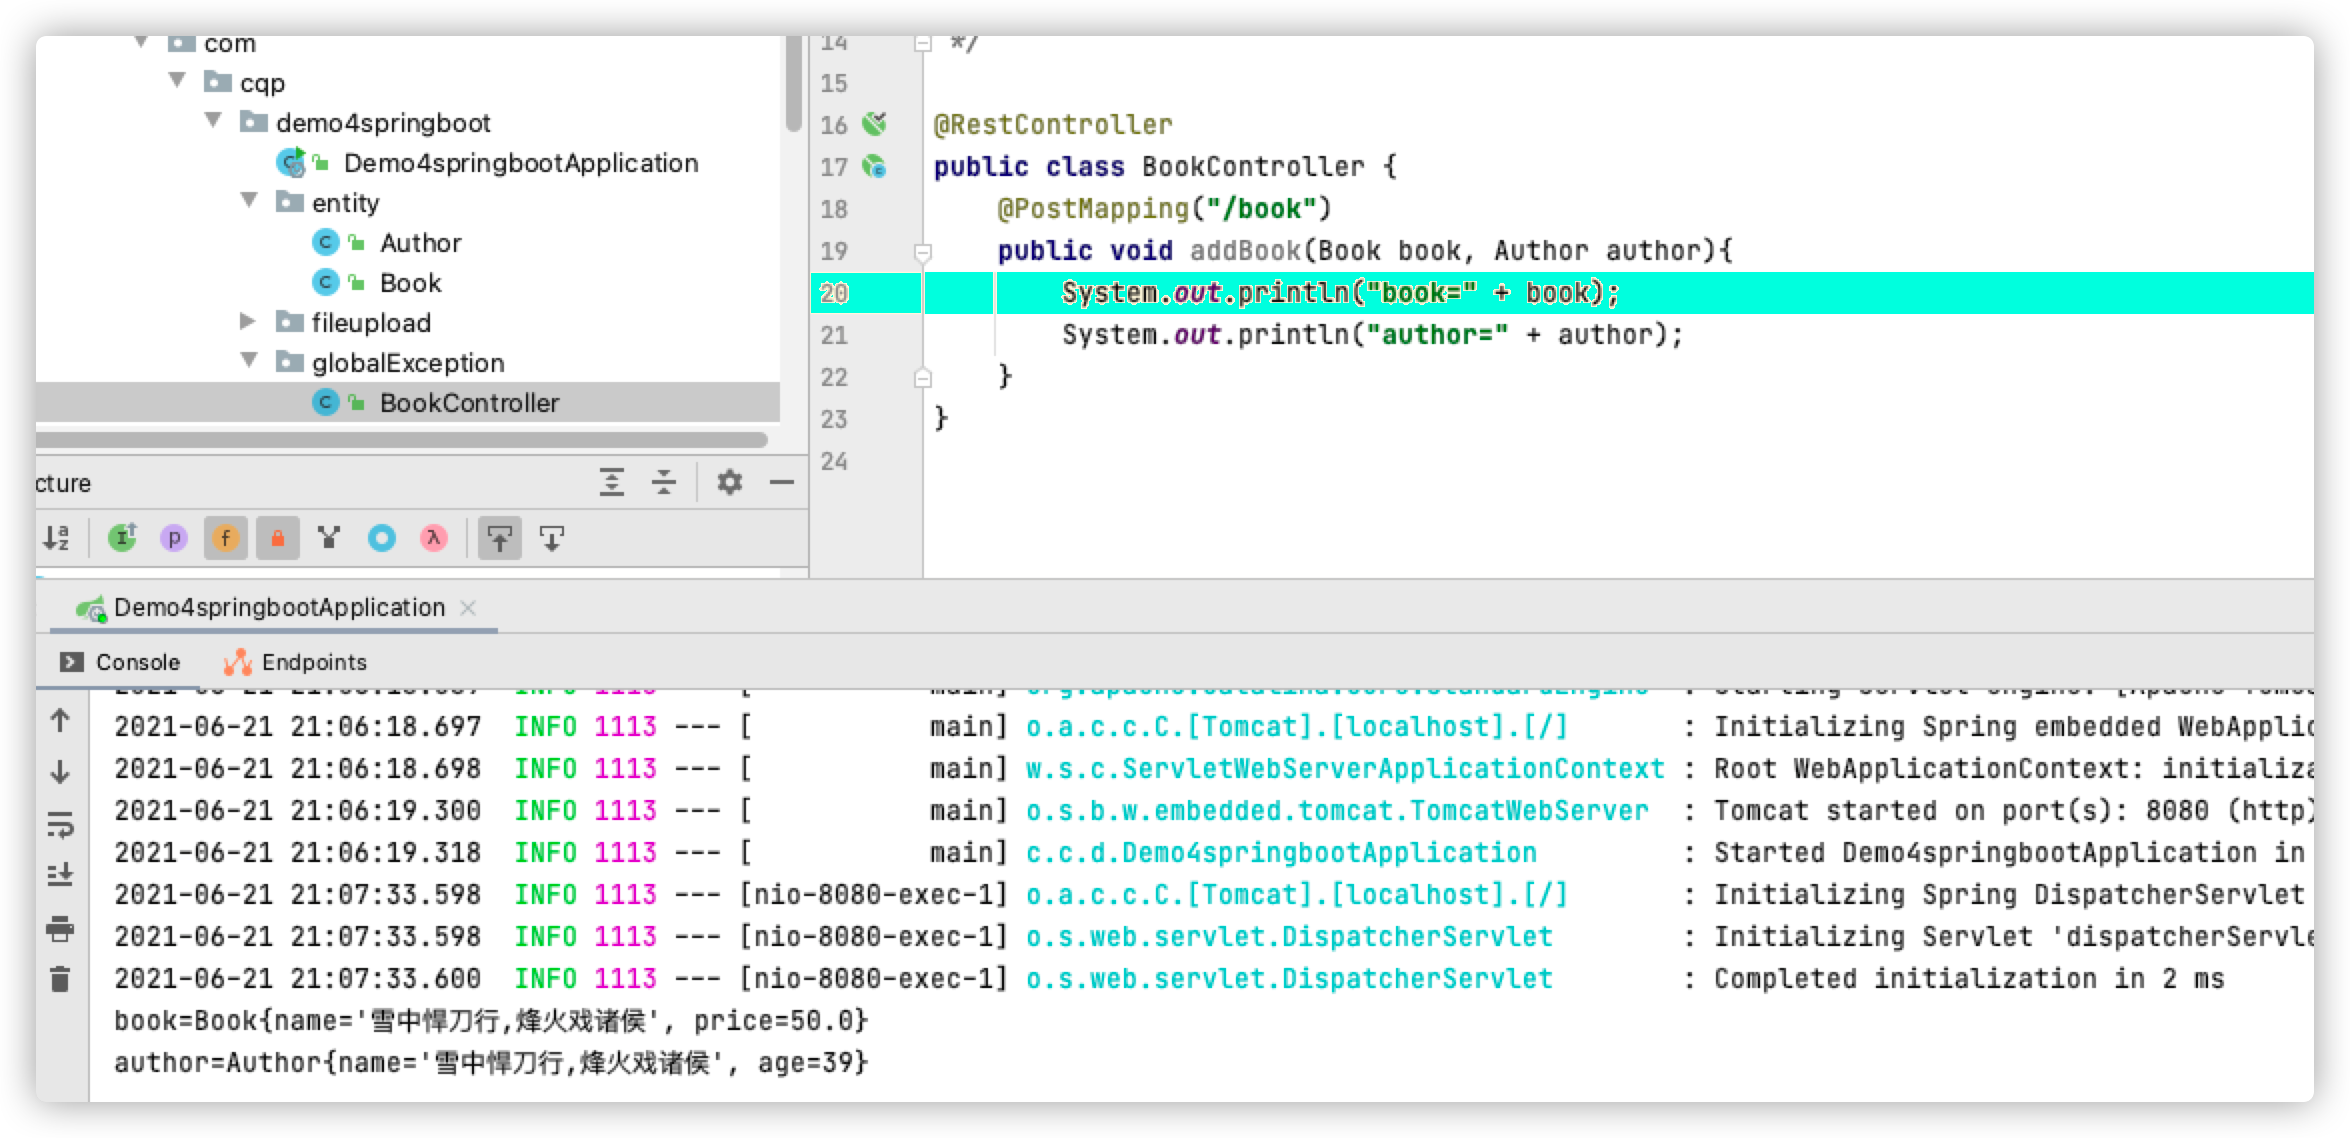 com
cqp
demo4springboot
Demo4springbootApplication
entity
Author
Book
fileupload
globalException
BookController
cture
14 */
15
16 @RestController
17 public class BookController {
18 @PostMapping("/book")
19 public void addBook(Book book, Author author){
20 System.out.println("book=" + book);
21 System.out.println("author=" + author);
22 }
23 }
24
Demo4springbootApplication
Console Endpoints
2021-06-21 21:06:18.697 INFO 1113 --- [ main] o.a.c.c.C.[Tomcat].[localhost].[/] : Initializing Spring embedded WebApplic
2021-06-21 21:06:18.698 INFO 1113 --- [ main] w.s.c.ServletWebServerApplicationContext : Root WebApplicationContext: initializa
2021-06-21 21:06:19.300 INFO 1113 --- [ main] o.s.b.w.embedded.tomcat.TomcatWebServer : Tomcat started on port(s): 8080 (http)
2021-06-21 21:06:19.318 INFO 1113 --- [ main] c.c.d.Demo4springbootApplication : Started Demo4springbootApplication in
2021-06-21 21:07:33.598 INFO 1113 --- [nio-8080-exec-1] o.a.c.c.C.[Tomcat].[localhost].[/] : Initializing Spring DispatcherServlet
2021-06-21 21:07:33.598 INFO 1113 --- [nio-8080-exec-1] o.s.web.servlet.DispatcherServlet : Initializing Servlet 'dispatcherServle
2021-06-21 21:07:33.600 INFO 1113 --- [nio-8080-exec-1] o.s.web.servlet.DispatcherServlet : Completed initialization in 2 ms
book=Book{name='雪中悍刀行,烽火戏诸侯', price=50.0}
author=Author{name='雪中悍刀行,烽火戏诸侯', age=39}